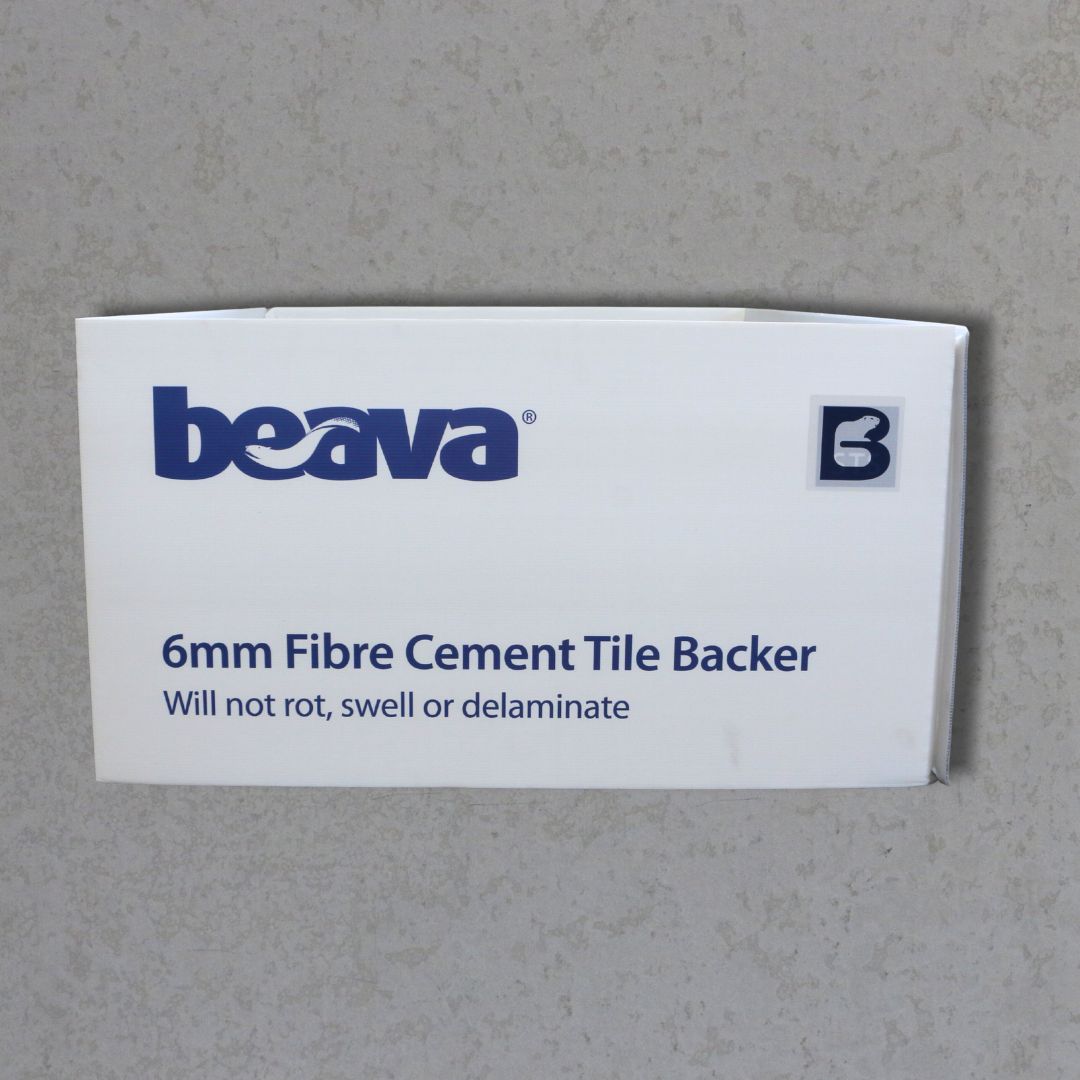 beava®
B
6mm Fibre Cement Tile Backer
Will not rot, swell or delaminate